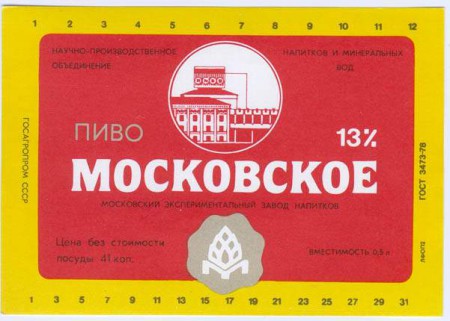 1 2 3 4 5 6 7 8 9 10 11 12
НАУЧНО-ПРОИЗВОДСТВЕННОЕ
ОБЪЕДИНЕНИЕ
НАПИТКОВ И МИНЕРАЛЬНЫХ
ВОД
ГОСАГРОПРОМ СССР
ПИВО
13%
МОСКОВСКОЕ
МОСКОВСКИЙ ЭКСПЕРИМЕНТАЛЬНЫЙ ЗАВОД НАПИТКОВ
Цена без стоимости
посуды 41 коп.
ВМЕСТИМОСТЬ 0,5 л
ГОСТ 3473-78
1 3 5 7 9 11 13 15 17 19 21 23 25 27 29 31